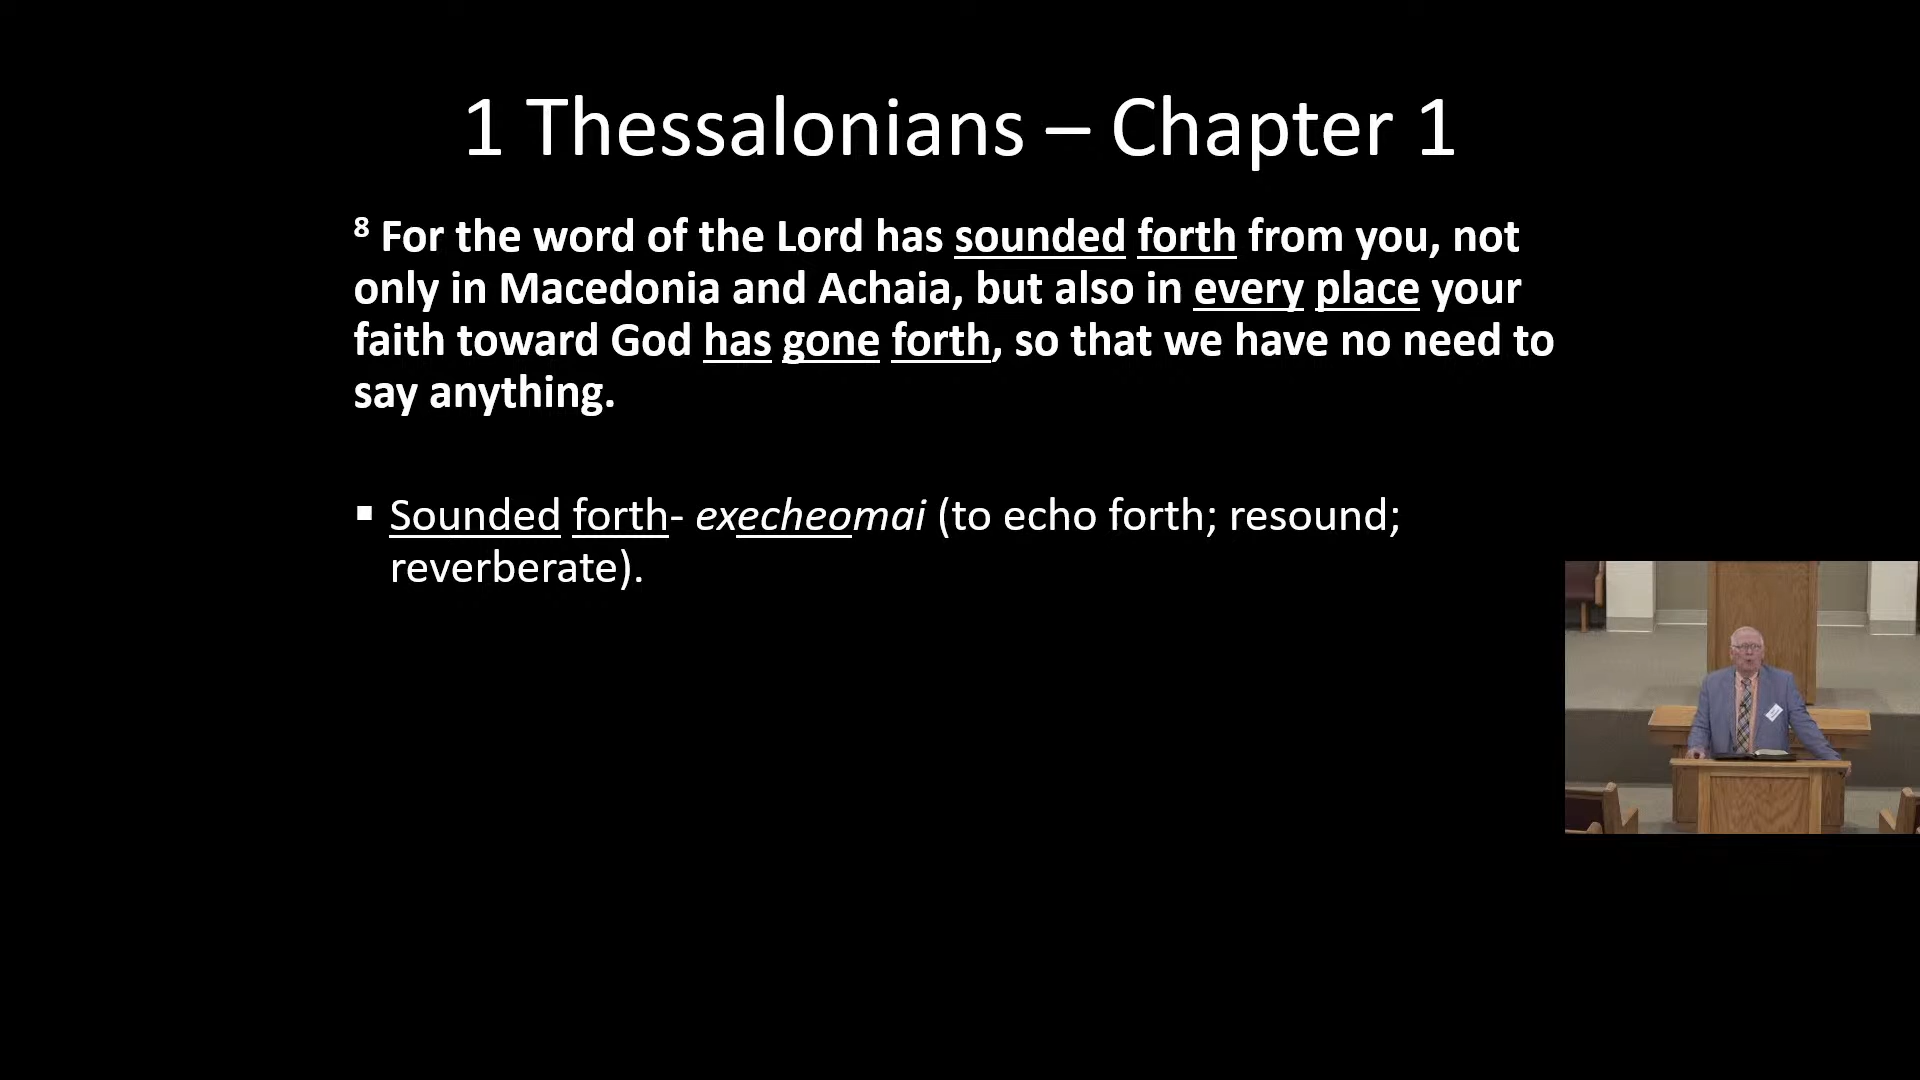 1 Thessalonians – Chapter 1
8 For the word of the Lord has sounded forth from you, not
only in Macedonia and Achaia, but also in every place your
faith toward God has gone forth, so that we have no need to
say anything.
▪ Sounded forth- execheomai (to echo forth; resound;
reverberate).